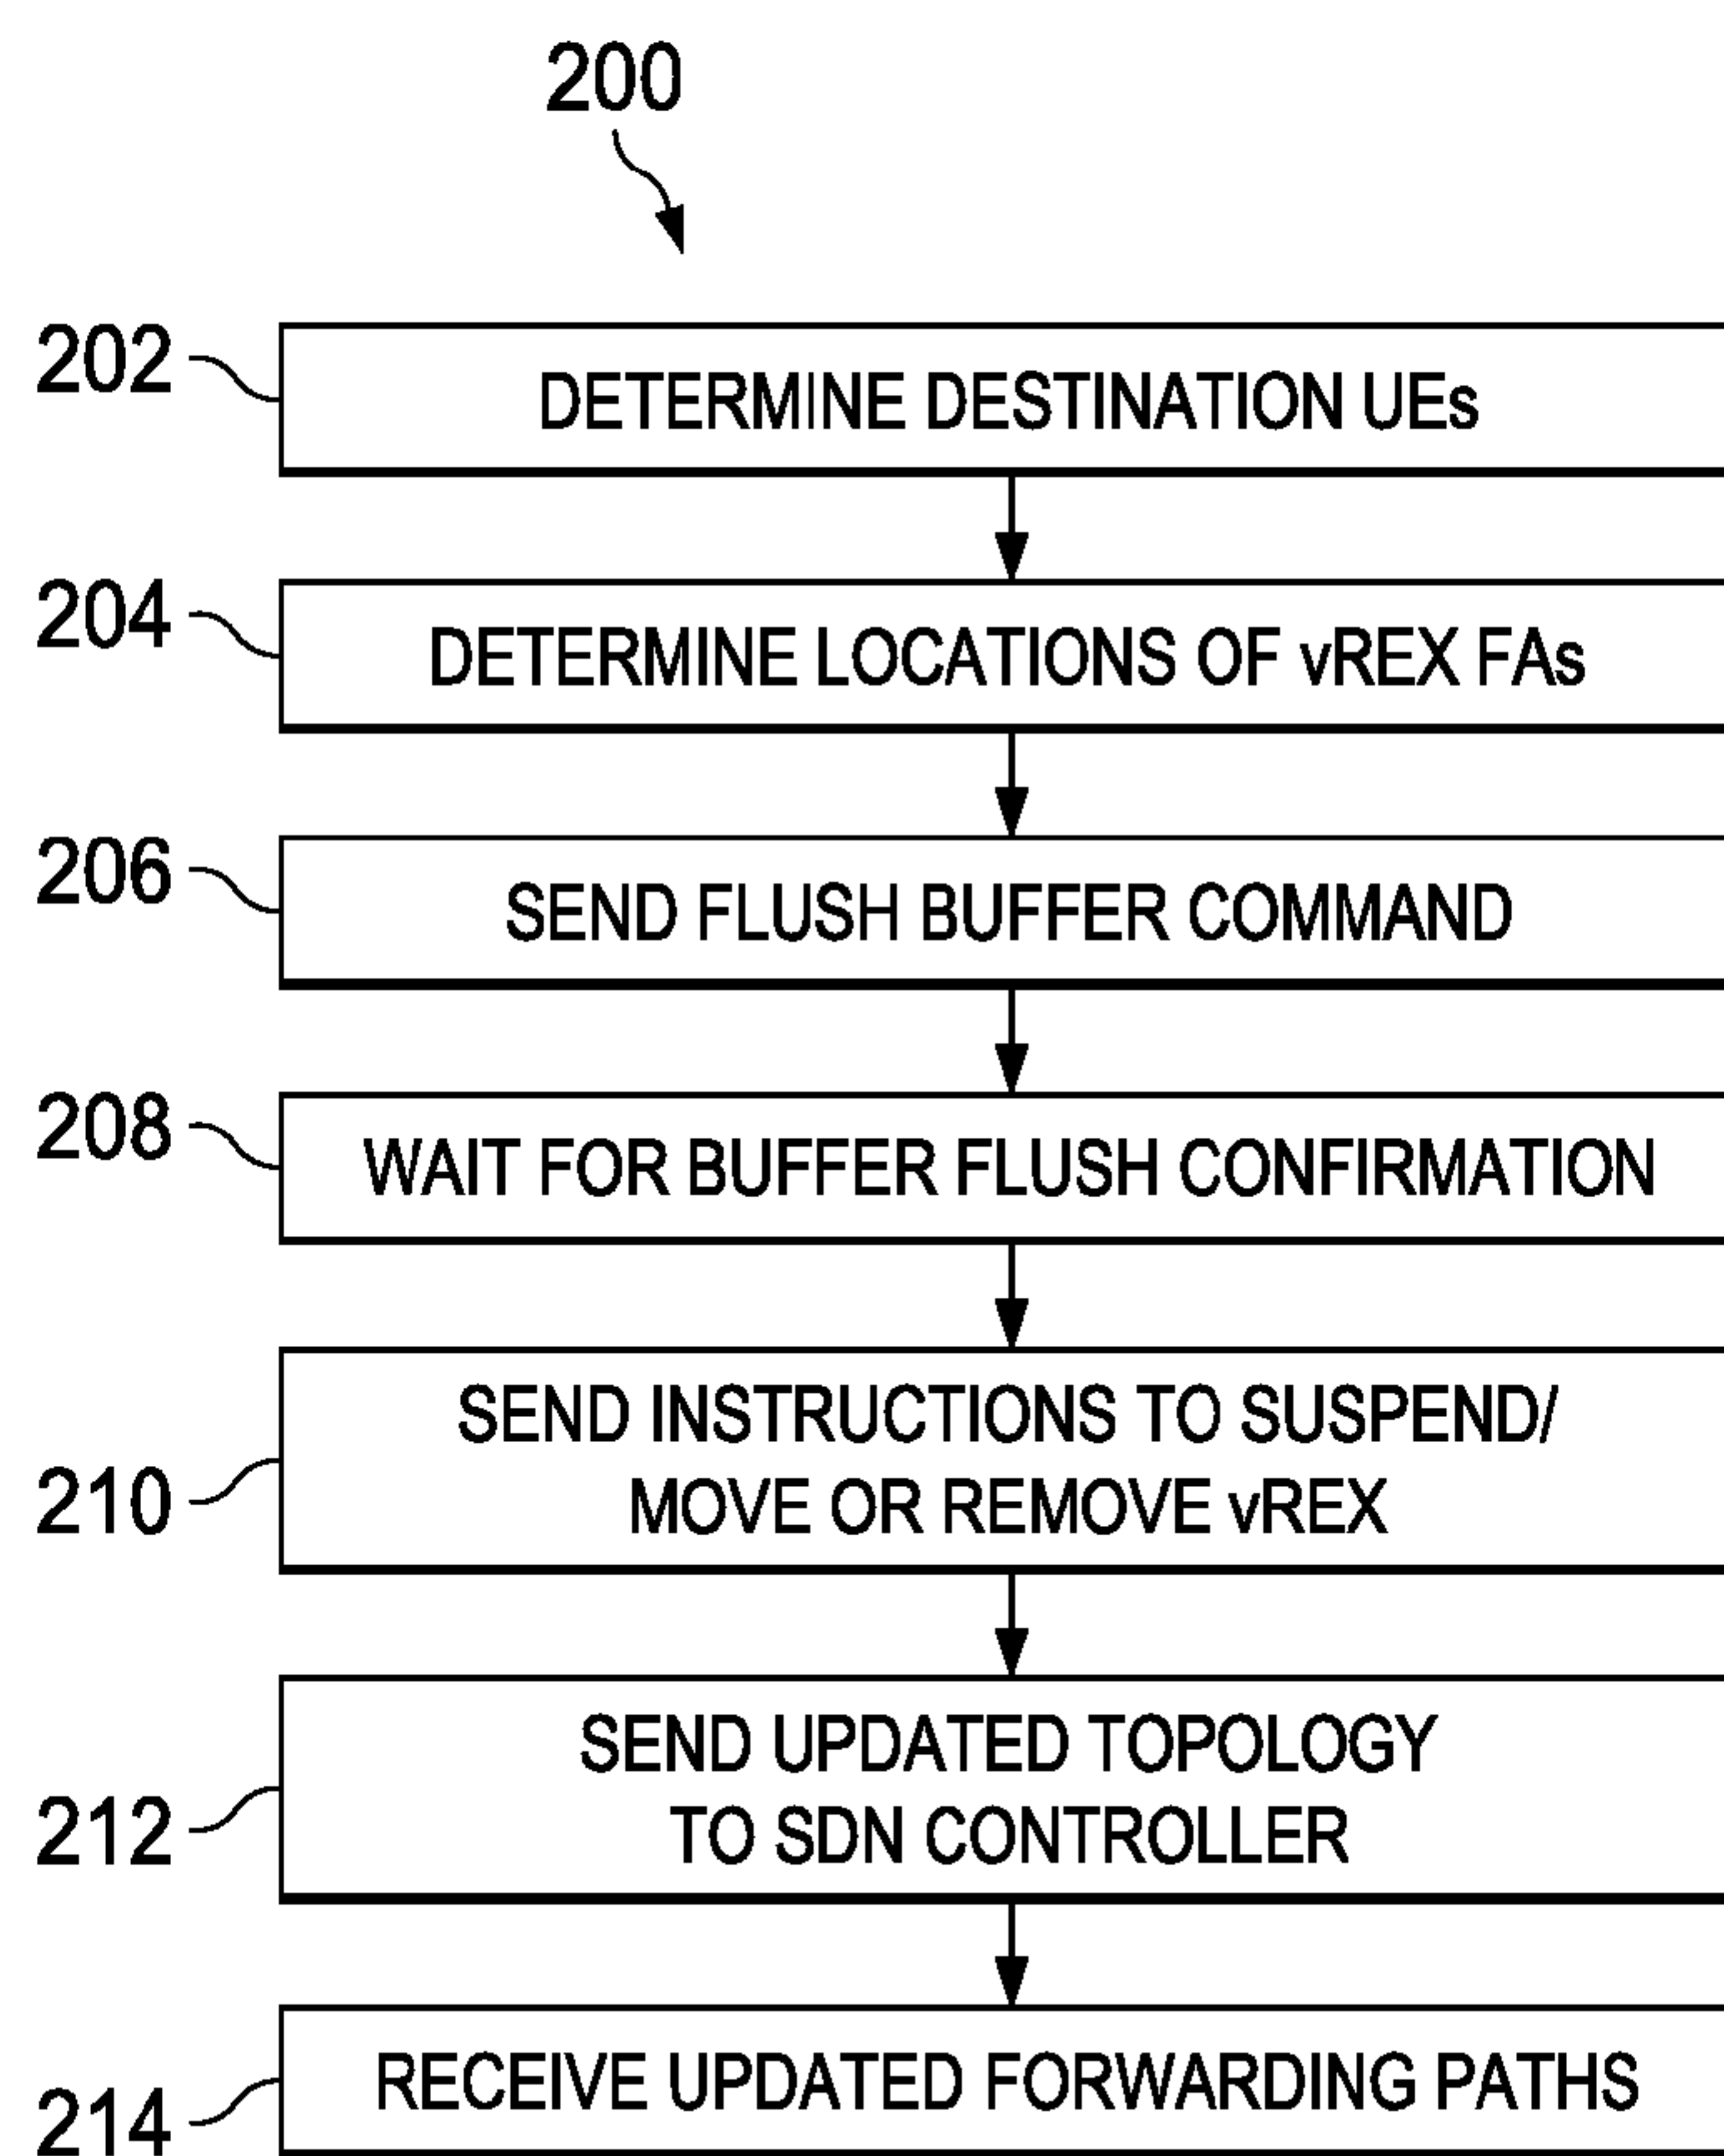 200
202
DETERMINE DESTINATION UEs
204
DETERMINE LOCATIONS OF vREX FAs
206
SEND FLUSH BUFFER COMMAND
208
WAIT FOR BUFFER FLUSH CONFIRMATION
210
SEND INSTRUCTIONS TO SUSPEND/
MOVE OR REMOVE vREX
212
SEND UPDATED TOPOLOGY
TO SDN CONTROLLER
214
RECEIVE UPDATED FORWARDING PATHS